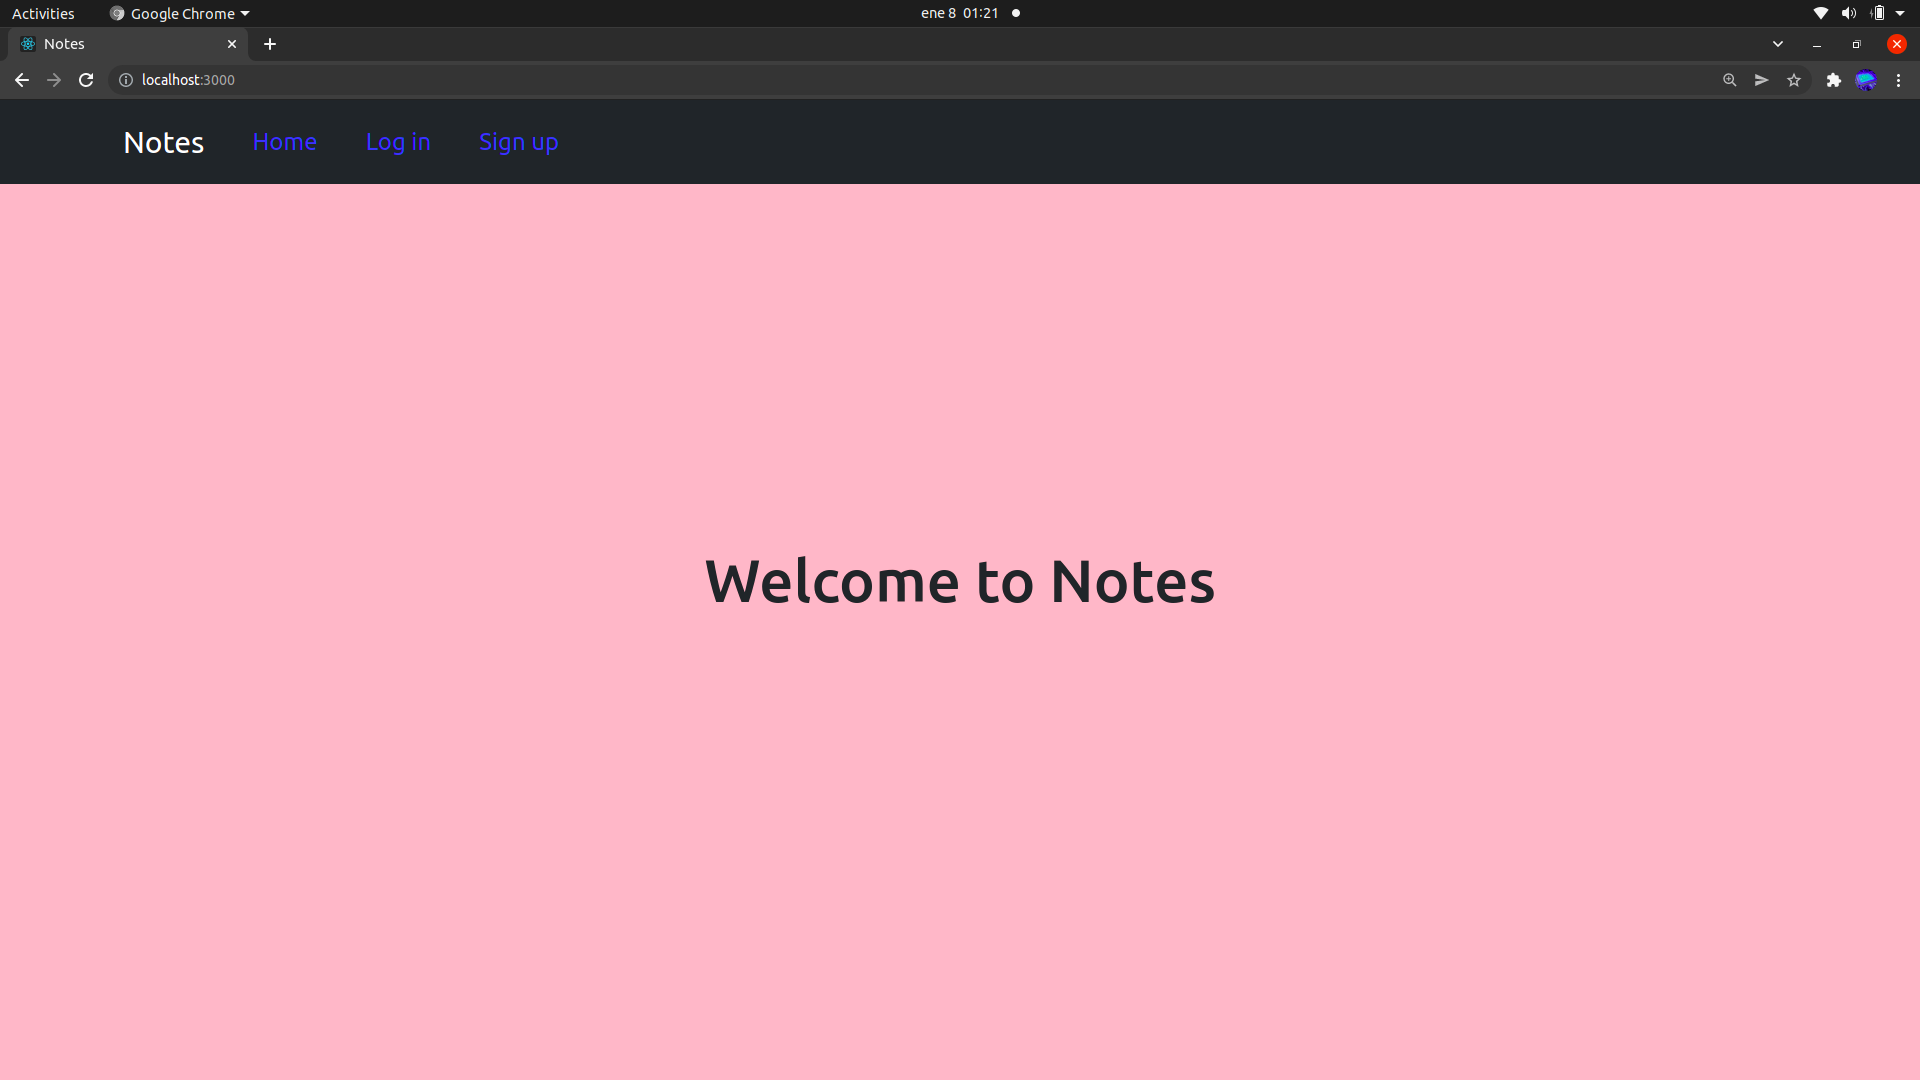 Activities Google Chrome ene 8 01:21
Notes
localhost:3000
Notes Home Log in Sign up
Welcome to Notes